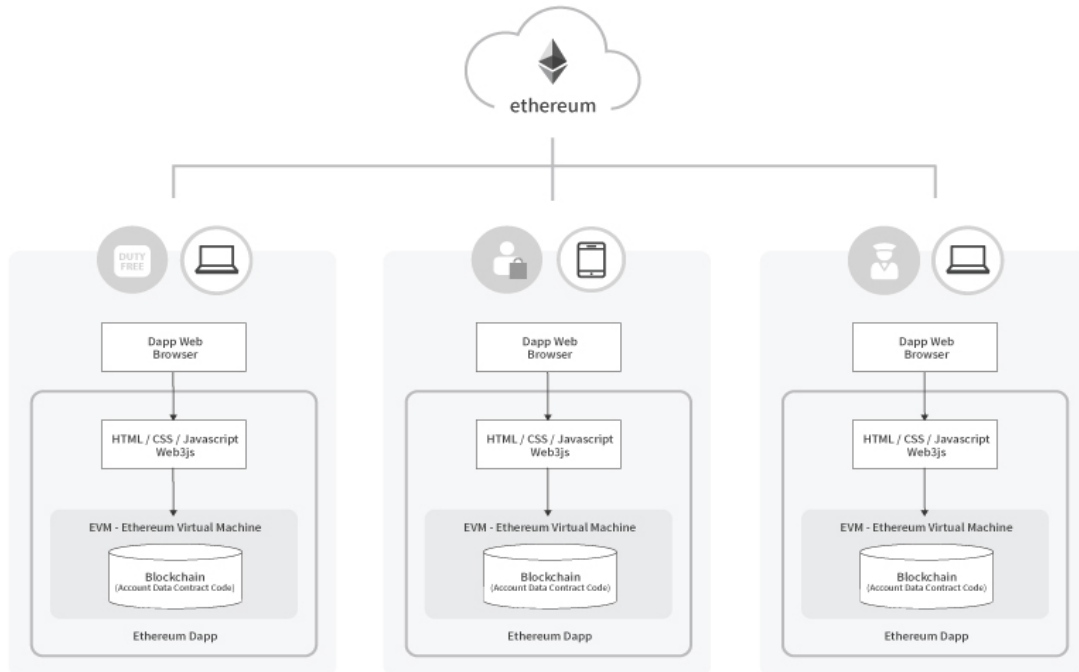 ethereum
DUTY
FREE
Dapp Web
Browser
HTML / CSS / Javascript
Web3js
EVM - Ethereum Virtual Machine
Blockchain
(Account Data Contract Code)
Ethereum Dapp
Dapp Web
Browser
HTML / CSS / Javascript
Web3js
EVM - Ethereum Virtual Machine
Blockchain
(Account Data Contract Code)
Ethereum Dapp
Dapp Web
Browser
HTML / CSS / Javascript
Web3js
EVM - Ethereum Virtual Machine
Blockchain
(Account Data Contract Code)
Ethereum Dapp